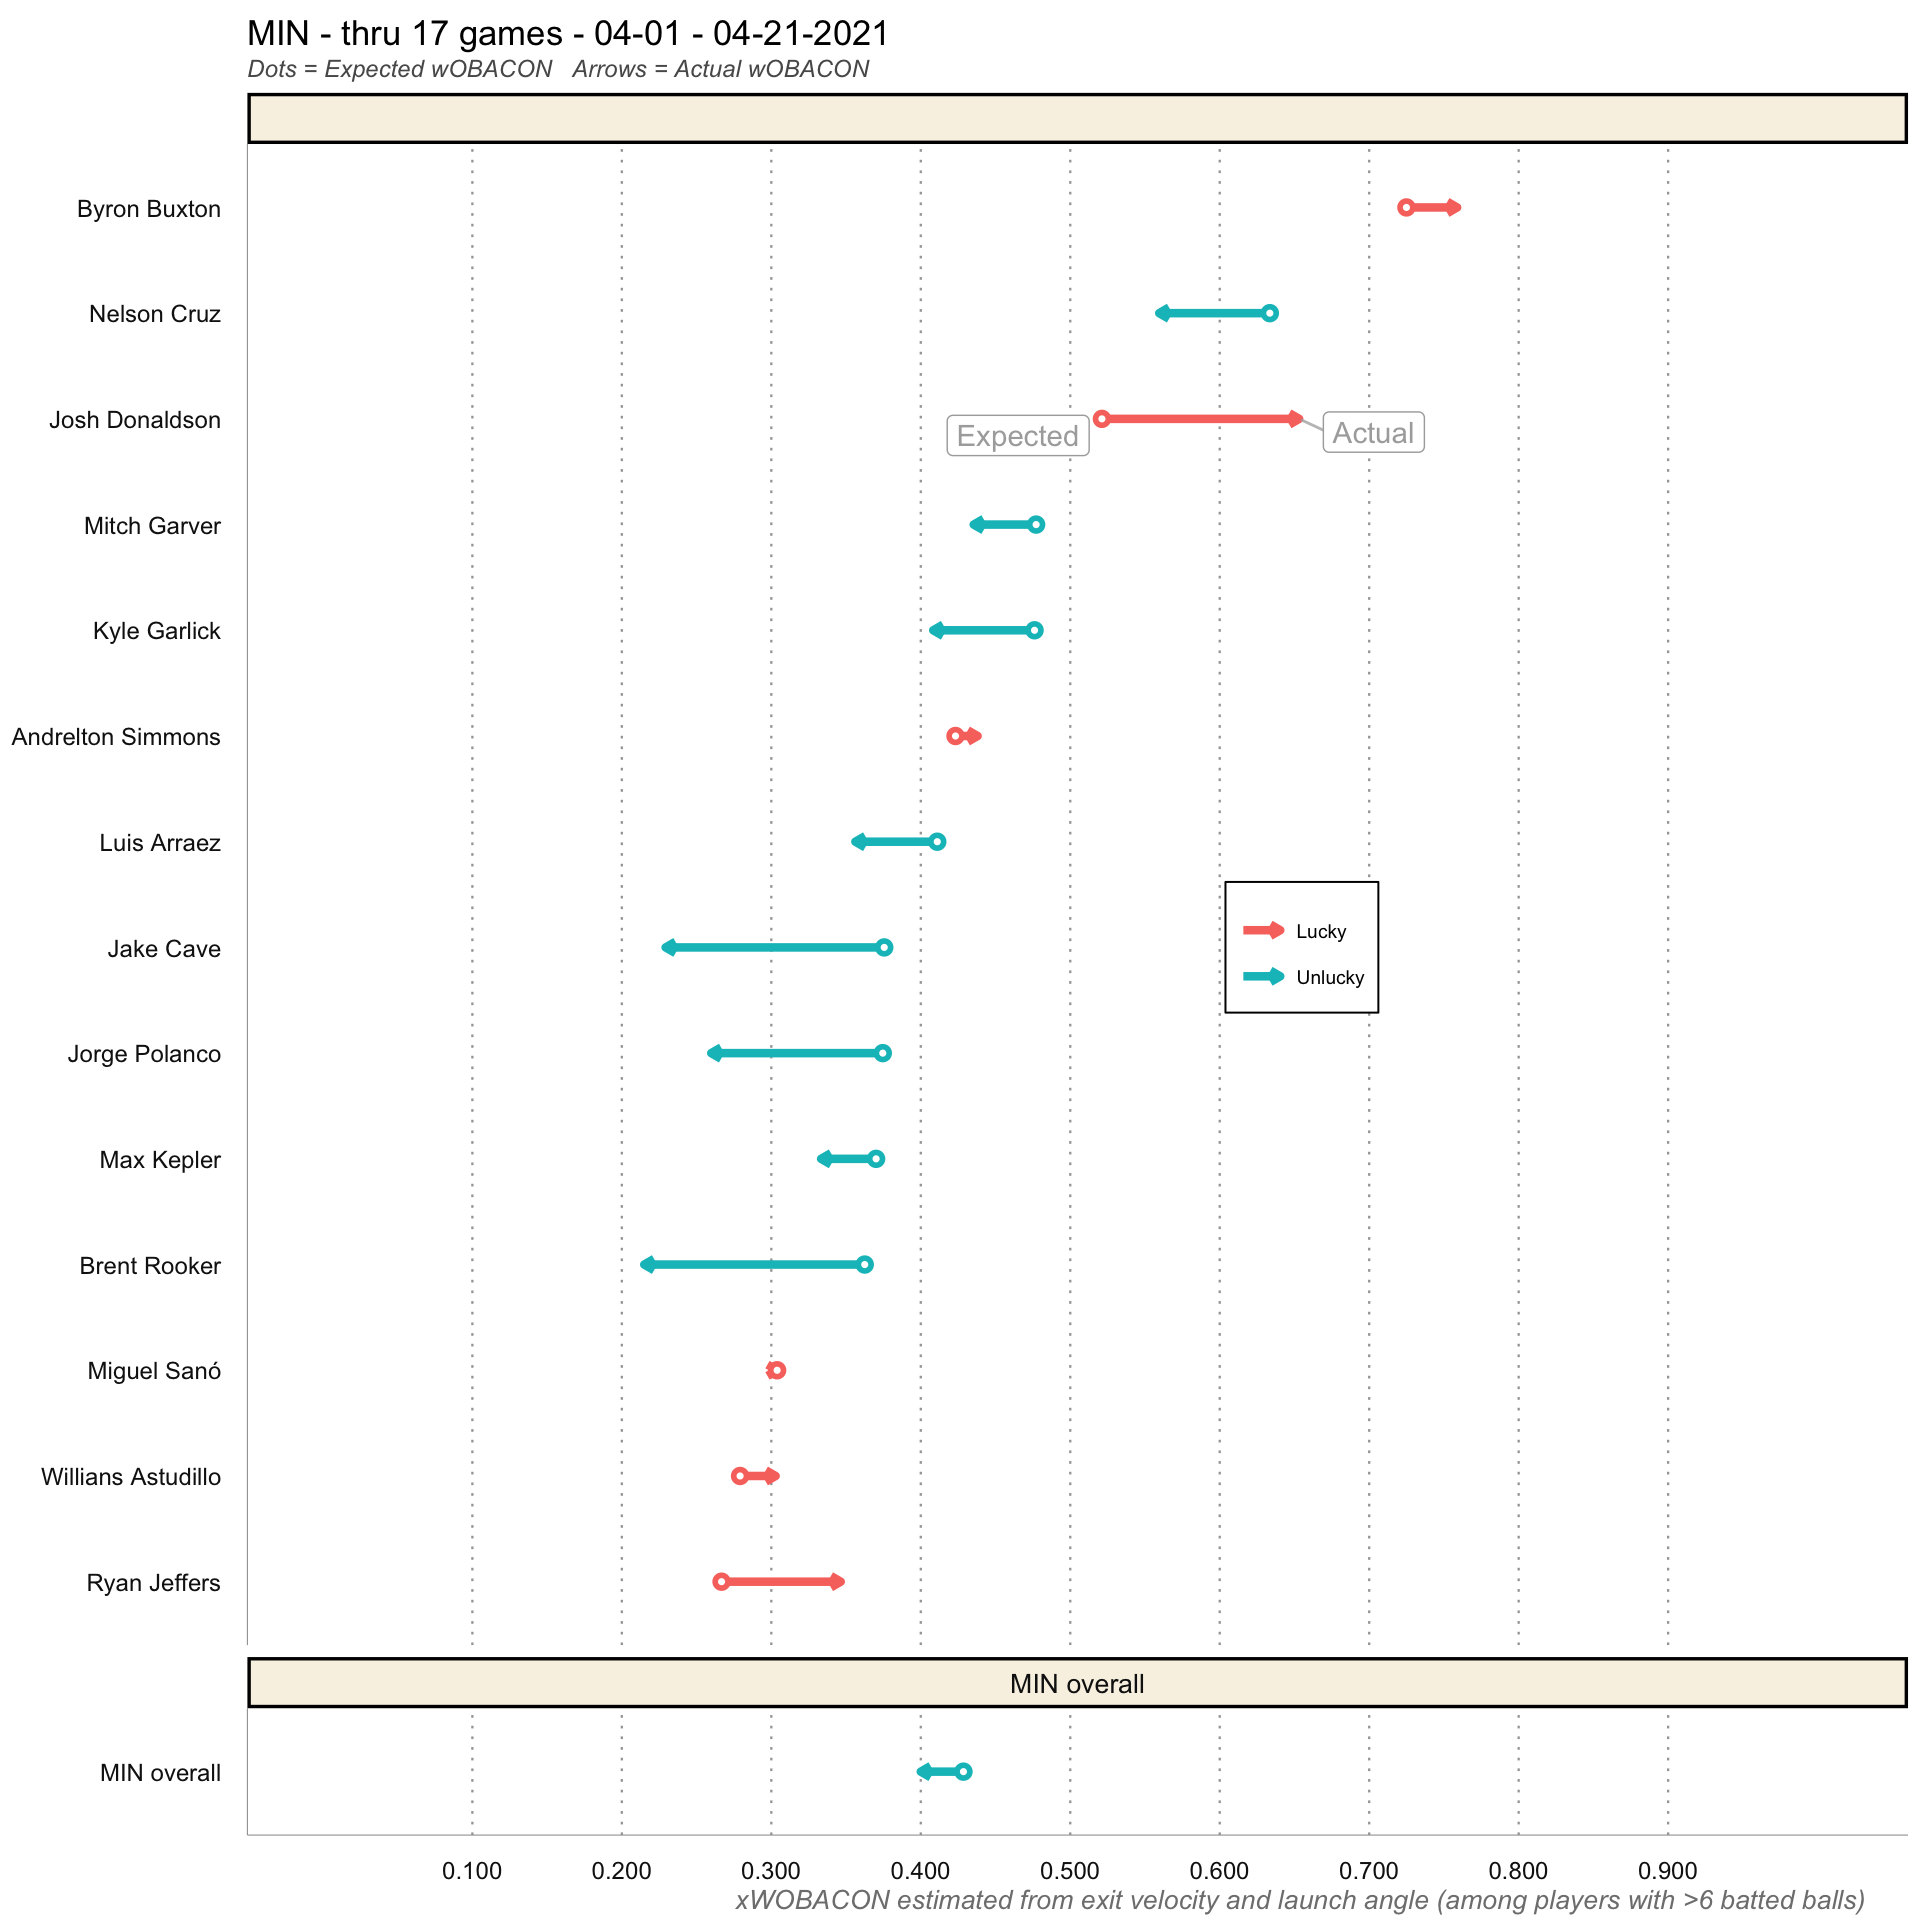 MIN - thru 17 games - 04-01 - 04-21-2021
Dots = Expected wOBACON   Arrows = Actual wOBACON
Byron Buxton
Nelson Cruz
Josh Donaldson
Expected
Actual
Mitch Garver
Kyle Garlick
Andrelton Simmons
Luis Arraez
Jake Cave
Lucky
Unlucky
Jorge Polanco
Max Kepler
Brent Rooker
Miguel Sanó
Willians Astudillo
Ryan Jeffers
MIN overall
MIN overall
0.100 0.200 0.300 0.400 0.500 0.600 0.700 0.800 0.900
xWOBACON estimated from exit velocity and launch angle (among players with >6 batted balls)